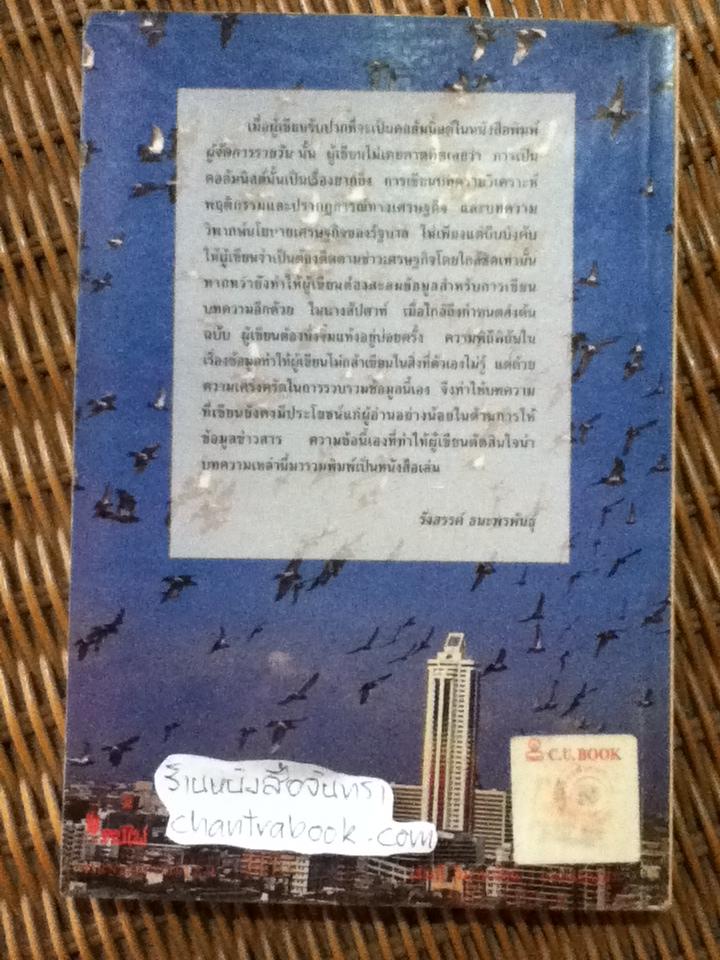 เมื่อผู้เขียนรับปากที่จะเป็นคอลัมนิสต์ในหนังสือพิมพ์
ผู้จัดการรายวัน นั้น ผู้เขียนไม่เคยคาดคิดเลยว่า การเป็น
คอลัมนิสต์นั้นเป็นเรื่องยากยิ่ง การเขียนบทความวิเคราะห์
พฤติกรรมและปรากฏการณ์ทางเศรษฐกิจ และบทความ
วิพากษ์นโยบายเศรษฐกิจของรัฐบาล ไม่เพียงแต่บีบบังคับ
ให้ผู้เขียนจำเป็นต้องติดตามข่าวเศรษฐกิจโดยใกล้ชิดเท่านั้น
หากทว่ายังทำให้ผู้เขียนต้องสะสมข้อมูลสำหรับการเขียน
บทความอีกด้วย ในบางสัปดาห์ เมื่อใกล้ถึงกำหนดส่งต้น
ฉบับ ผู้เขียนต้องนั่งจิ้มแห้งอยู่บ่อยครั้ง ความพิถีพิถันใน
เรื่องข้อมูลทำให้ผู้เขียนไม่กล้าเขียนในสิ่งที่ตัวเองไม่รู้ แต่ด้วย
ความเคร่งครัดในการรวบรวมข้อมูลนี้เอง จึงทำให้บทความ
ที่เขียนยังคงมีประโยชน์แก่ผู้อ่านอย่างน้อยในด้านการให้
ข้อมูลข่าวสาร ความข้อนี้เองที่ทำให้ผู้เขียนตัดสินใจนำ
บทความเหล่านี้มารวมพิมพ์เป็นหนังสือเล่ม
รังสรรค์ ธนะพรพันธุ์
C.U. BOOK
ร้านหนังสือจันทรา
chantrabook.com